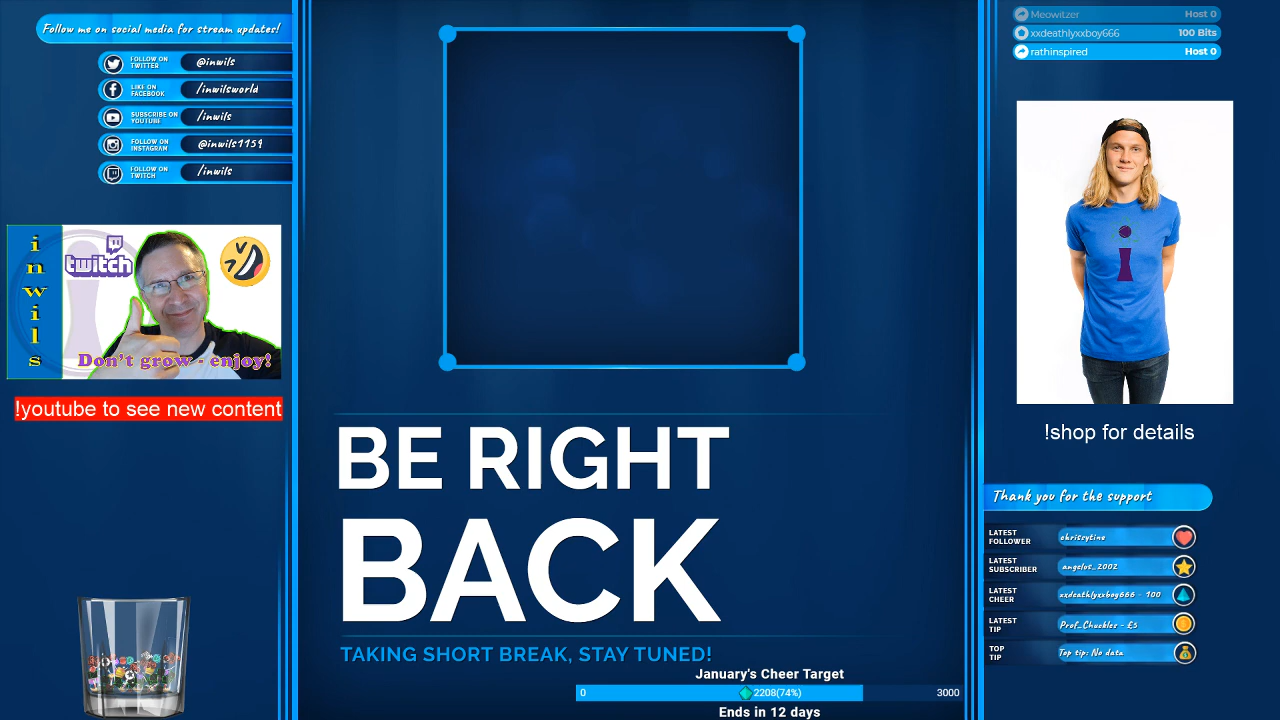 Follow me on social media for stream updates!
FOLLOW ON TWITTER
@inwils
LIKE ON FACEBOOK
/inwilsworld
SUBSCRIBE ON YOUTUBE
/inwils
FOLLOW ON INSTAGRAM
@inwils1159
FOLLOW ON TWITCH
/inwils
inwils
twitch
Don't grow - enjoy!
!youtube to see new content
BE RIGHT
BACK
TAKING SHORT BREAK, STAY TUNED!
January's Cheer Target
0 2208(74%) 3000
Ends in 12 days
Meowitzer Host 0
xxdeathlyxxboy666 100 Bits
rathinspired Host 0
!shop for details
Thank you for the support
LATEST FOLLOWER
chriscytine
LATEST SUBSCRIBER
angelos_2002
LATEST CHEER
xxdeathlyxxboy666 - 100
LATEST TIP
Prof_Chuckles - £5
TOP TIP
Top tip: No data